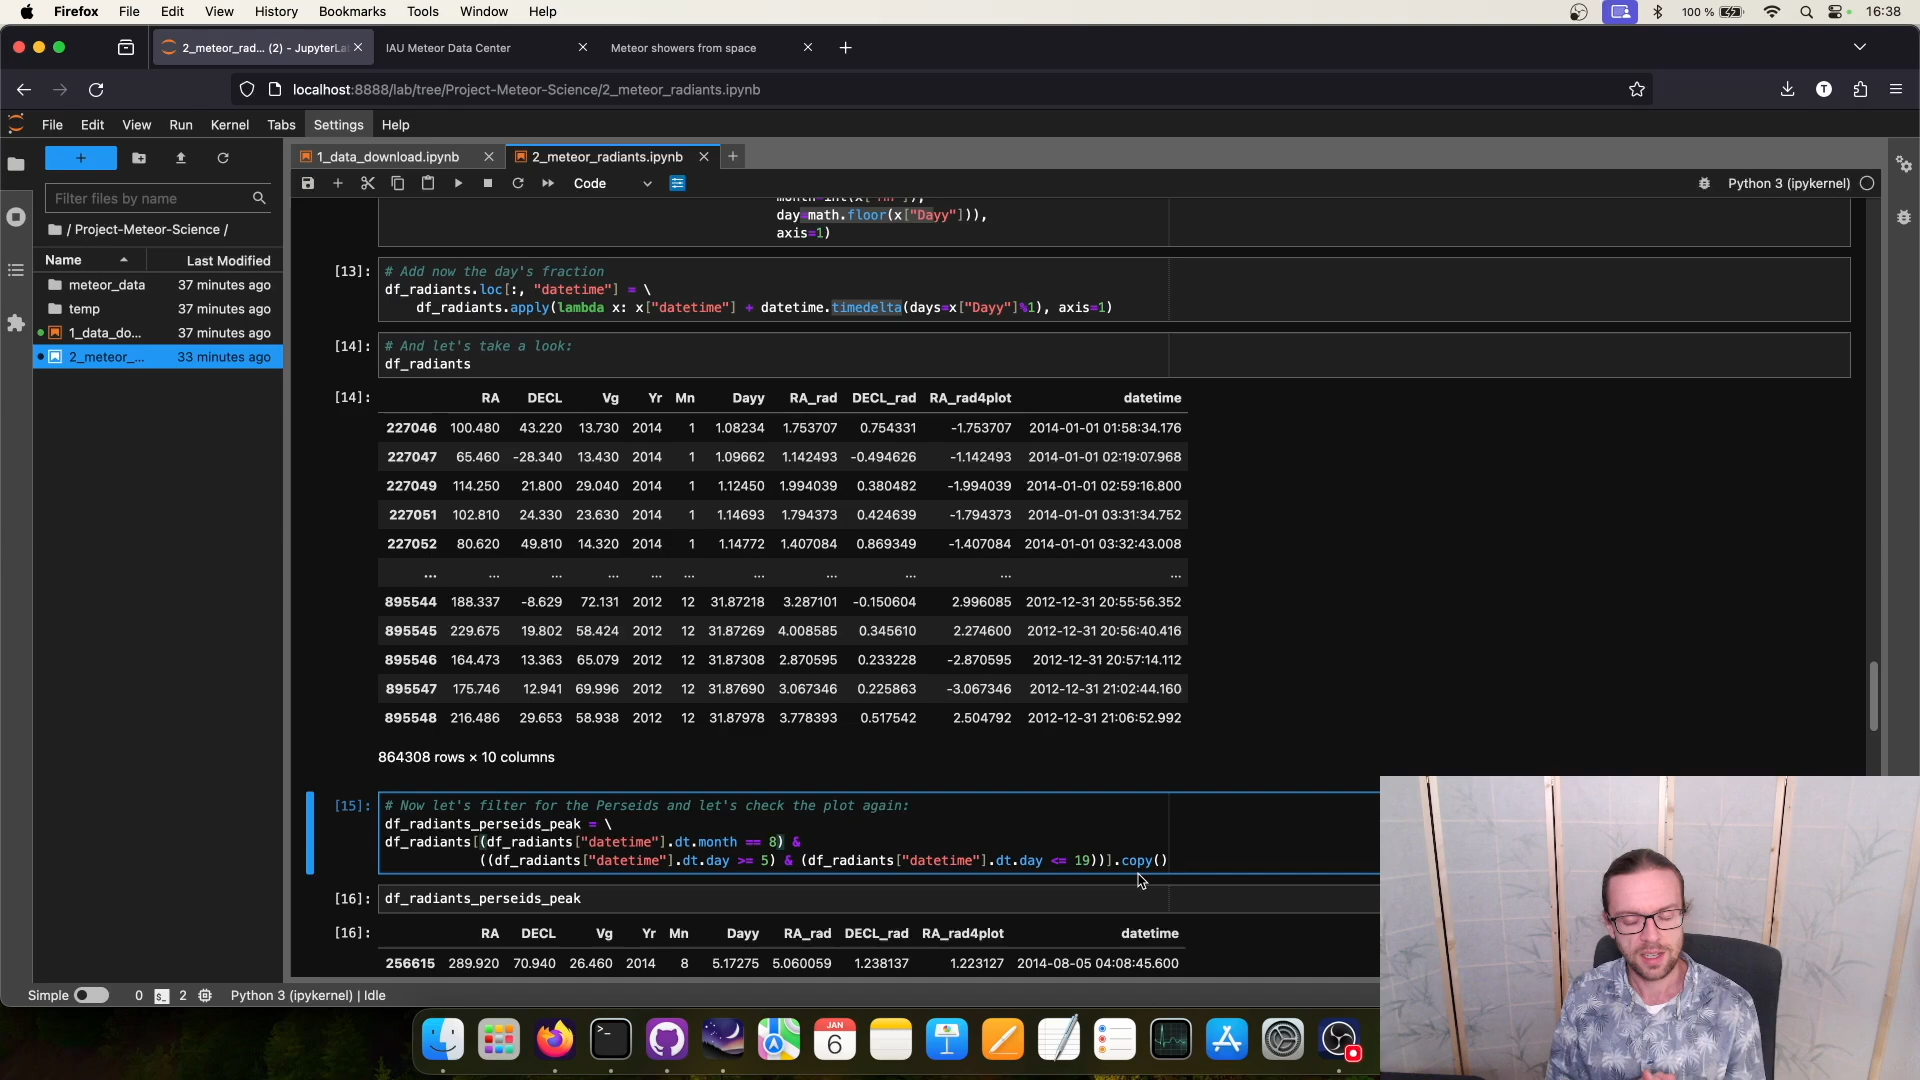 Firefox File Edit View History Bookmarks Tools Window Help 100 % 16:38
2_meteor_rad... (2) - JupyterLa IAU Meteor Data Center Meteor showers from space
localhost:8888/lab/tree/Project-Meteor-Science/2_meteor_radiants.ipynb T
File Edit View Run Kernel Tabs Settings Help
1_data_download.ipynb 2_meteor_radiants.ipynb
Code Python 3 (ipykernel)
Filter files by name
/ Project-Meteor-Science /
Name Last Modified
meteor_data 37 minutes ago
temp 37 minutes ago
1_data_do... 37 minutes ago
2_meteor_... 33 minutes ago
day=math.floor(x["Dayy"])),
axis=1)
[13]: # Add now the day's fraction
df_radiants.loc[:, "datetime"] = \
df_radiants.apply(lambda x: x["datetime"] + datetime.timedelta(days=x["Dayy"]%1), axis=1)
[14]: # And let's take a look:
df_radiants
[14]: RA DECL Vg Yr Mn Dayy RA_rad DECL_rad RA_rad4plot datetime
227046 100.480 43.220 13.730 2014 1 1.08234 1.753707 0.754331 -1.753707 2014-01-01 01:58:34.176
227047 65.460 -28.340 13.430 2014 1 1.09662 1.142493 -0.494626 -1.142493 2014-01-01 02:19:07.968
227049 114.250 21.800 29.040 2014 1 1.12450 1.994039 0.380482 -1.994039 2014-01-01 02:59:16.800
227051 102.810 24.330 23.630 2014 1 1.14693 1.794373 0.424639 -1.794373 2014-01-01 03:31:34.752
227052 80.620 49.810 14.320 2014 1 1.14772 1.407084 0.869349 -1.407084 2014-01-01 03:32:43.008
... ... ... ... ... ... ... ... ... ... ...
895544 188.337 -8.629 72.131 2012 12 31.87218 3.287101 -0.150604 2.996085 2012-12-31 20:55:56.352
895545 229.675 19.802 58.424 2012 12 31.87269 4.008585 0.345610 2.274600 2012-12-31 20:56:40.416
895546 164.473 13.363 65.079 2012 12 31.87308 2.870595 0.233228 -2.870595 2012-12-31 20:57:14.112
895547 175.746 12.941 69.996 2012 12 31.87690 3.067346 0.225863 -3.067346 2012-12-31 21:02:44.160
895548 216.486 29.653 58.938 2012 12 31.87978 3.778393 0.517542 2.504792 2012-12-31 21:06:52.992
864308 rows × 10 columns
[15]: # Now let's filter for the Perseids and let's check the plot again:
df_radiants_perseids_peak = \
df_radiants[(df_radiants["datetime"].dt.month == 8) &
((df_radiants["datetime"].dt.day >= 5) & (df_radiants["datetime"].dt.day <= 19))].copy()
[16]: df_radiants_perseids_peak
[16]: RA DECL Vg Yr Mn Dayy RA_rad DECL_rad RA_rad4plot datetime
256615 289.920 70.940 26.460 2014 8 5.17275 5.060059 1.238137 1.223127 2014-08-05 04:08:45.600
Simple 0 2 Python 3 (ipykernel) | Idle
JAN
6